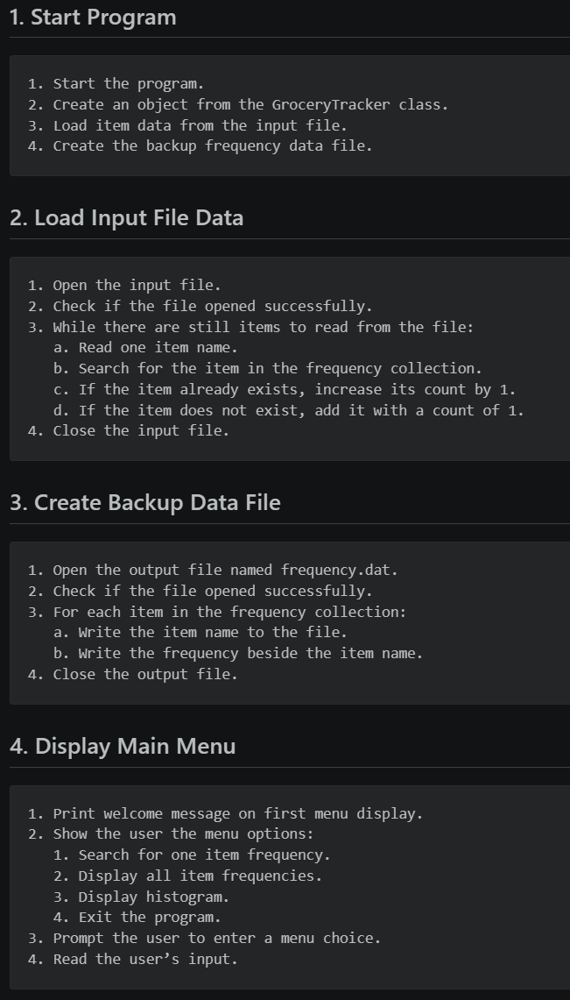 1. Start Program
1. Start the program.
2. Create an object from the GroceryTracker class.
3. Load item data from the input file.
4. Create the backup frequency data file.
2. Load Input File Data
1. Open the input file.
2. Check if the file opened successfully.
3. While there are still items to read from the file:
a. Read one item name.
b. Search for the item in the frequency collection.
c. If the item already exists, increase its count by 1.
d. If the item does not exist, add it with a count of 1.
4. Close the input file.
3. Create Backup Data File
1. Open the output file named frequency.dat.
2. Check if the file opened successfully.
3. For each item in the frequency collection:
a. Write the item name to the file.
b. Write the frequency beside the item name.
4. Close the output file.
4. Display Main Menu
1. Print welcome message on first menu display.
2. Show the user the menu options:
1. Search for one item frequency.
2. Display all item frequencies.
3. Display histogram.
4. Exit the program.
3. Prompt the user to enter a menu choice.
4. Read the user’s input.